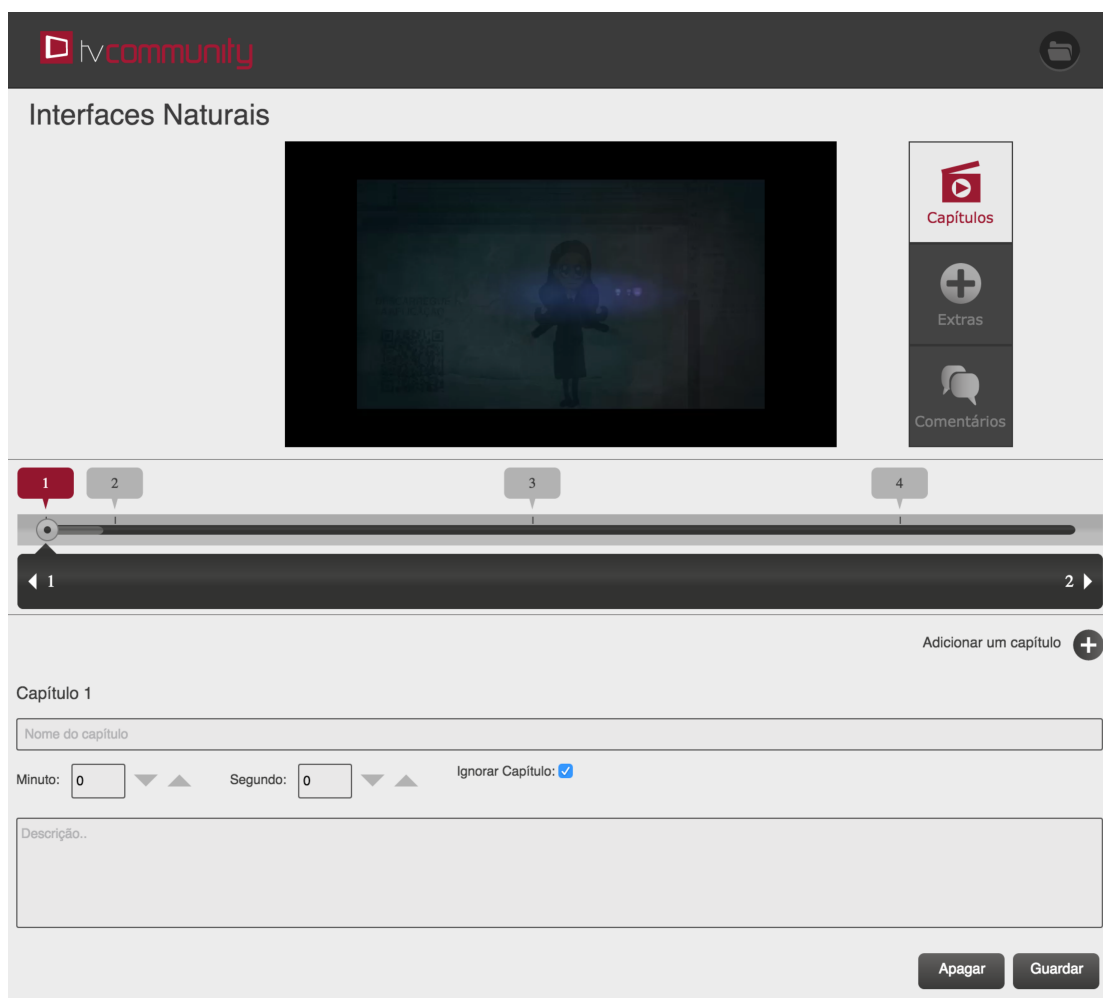 tvcommunity
Interfaces Naturais
Capítulos
Extras
Comentários
1
2
3
4
1
2
Adicionar um capítulo
Capítulo 1
Nome do capítulo
Minuto: 0
Segundo: 0
Ignorar Capítulo:
Descrição..
Apagar
Guardar